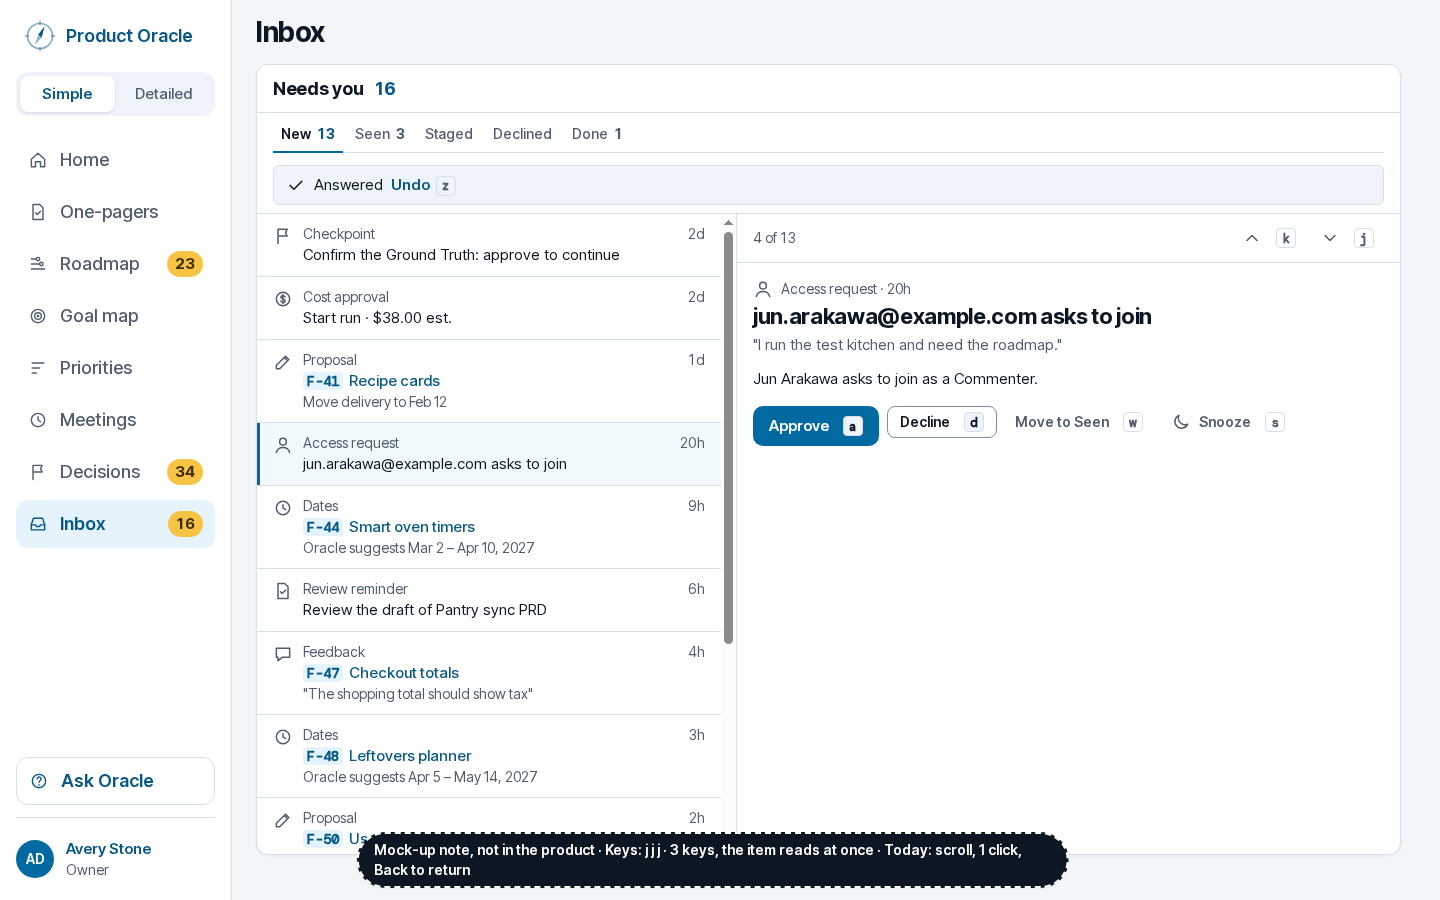 Product Oracle
Simple Detailed
Home
One-pagers
Roadmap 23
Goal map
Priorities
Meetings
Decisions 34
Inbox 16
Ask Oracle
AD
Avery Stone
Owner
Inbox
Needs you 16
New 13 Seen 3 Staged Declined Done 1
Answered Undo z
Checkpoint 2d
Confirm the Ground Truth: approve to continue
Cost approval 2d
Start run · $38.00 est.
Proposal 1d
F-41 Recipe cards
Move delivery to Feb 12
Access request 20h
jun.arakawa@example.com asks to join
Dates 9h
F-44 Smart oven timers
Oracle suggests Mar 2 – Apr 10, 2027
Review reminder 6h
Review the draft of Pantry sync PRD
Feedback 4h
F-47 Checkout totals
"The shopping total should show tax"
Dates 3h
F-48 Leftovers planner
Oracle suggests Apr 5 – May 14, 2027
Proposal 2h
F-50
4 of 13 k j
Access request · 20h
jun.arakawa@example.com asks to join
"I run the test kitchen and need the roadmap."
Jun Arakawa asks to join as a Commenter.
Approve a Decline d Move to Seen w Snooze s
Mock-up note, not in the product · Keys: j j j · 3 keys, the item reads at once · Today: scroll, 1 click,
Back to return